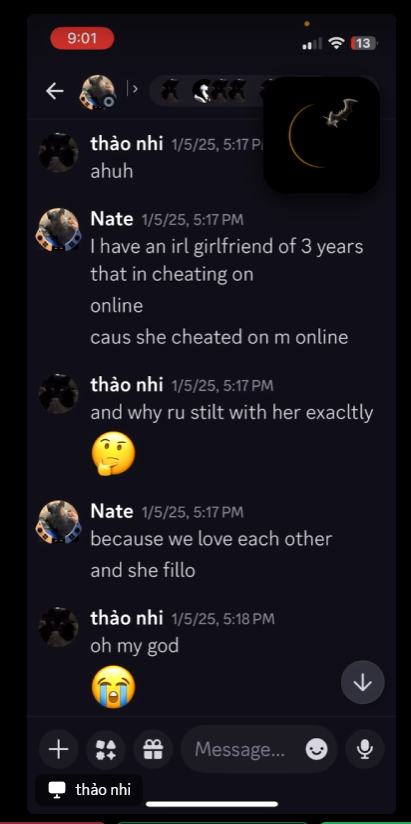 9:01
13
thảo nhi 1/5/25, 5:17 P
ahuh
Nate 1/5/25, 5:17 PM
I have an irl girlfriend of 3 years
that in cheating on
online
caus she cheated on m online
thảo nhi 1/5/25, 5:17 PM
and why ru stilt with her exacltly
Nate 1/5/25, 5:17 PM
because we love each other
and she fillo
thảo nhi 1/5/25, 5:18 PM
oh my god
Message...
thảo nhi